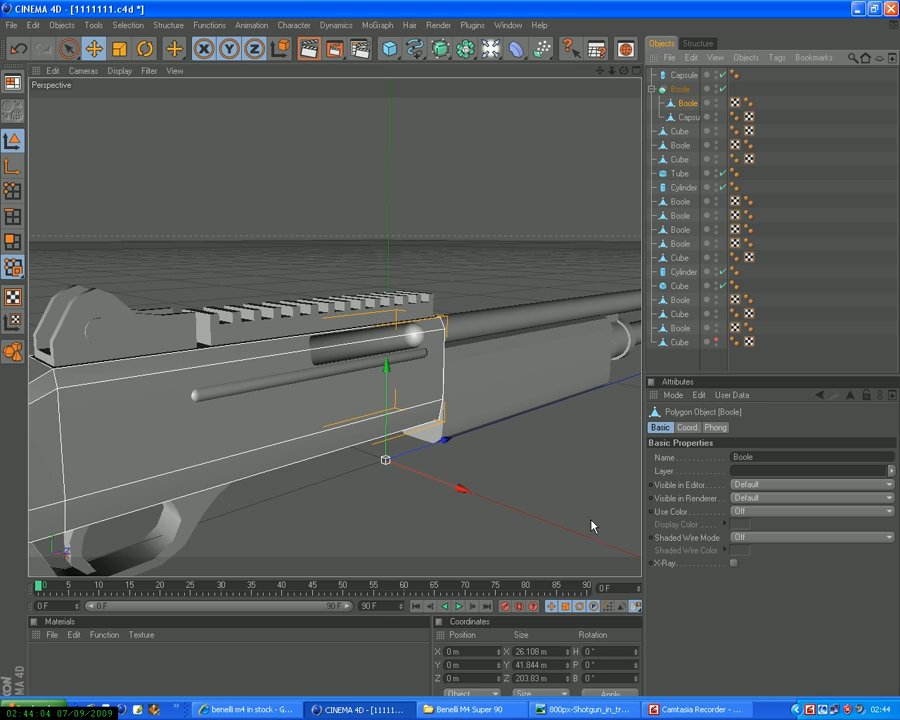 CINEMA 4D - [1111111.c4d *]
File Edit Objects Tools Selection Structure Functions Animation Character Dynamics MoGraph Hair Render Plugins Window Help
Edit Cameras Display Filter View
Perspective
Objects Structure
File Edit View Objects Tags Bookmarks
Capsule
Boole
Boole
Capsu
Cube
Boole
Cube
Tube
Cylinder
Boole
Boole
Boole
Boole
Cube
Cylinder
Cube
Boole
Cube
Boole
Cube
Attributes
Mode Edit User Data
Polygon Object [Boole]
Basic Coord. Phong
Basic Properties
Name Boole
Layer
Visible in Editor Default
Visible in Renderer Default
Use Color Off
Display Color
Shaded Wire Mode Off
Shaded Wire Color
X-Ray
0 5 10 15 20 25 30 35 40 45 50 55 60 65 70 75 80 85 90 0 F
0 F 0 F 90 F 90 F
Materials
File Edit Function Texture
Coordinates
Position Size Rotation
X 0 m X 26.108 m H 0 °
Y 0 m Y 41.844 m P 0 °
Z 0 m Z 203.83 m B 0 °
Object Size Apply
02:44:04 07/09/2009
benelli m4 in stock - G...
CINEMA 4D - [1111...
Benelli M4 Super 90
800px-Shotgun_in_tr...
Camtasia Recorder - ...
02:44